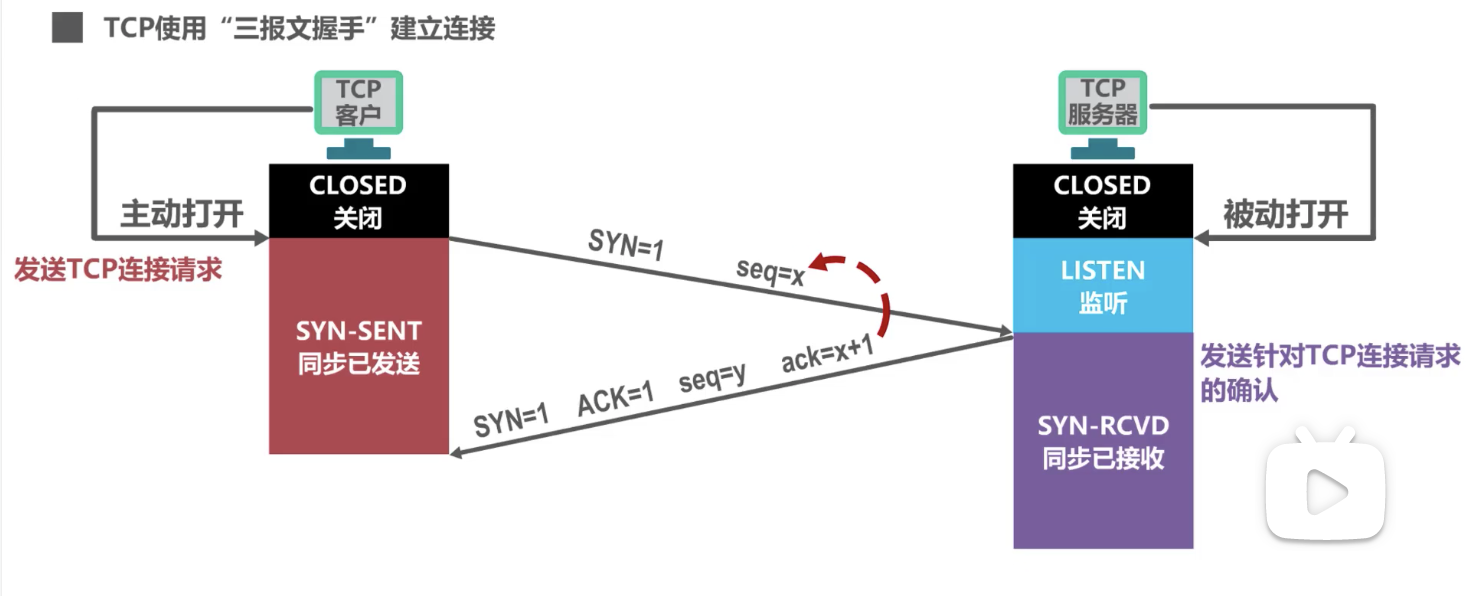 TCP使用“三报文握手”建立连接
TCP
客户
TCP
服务器
CLOSED
关闭
CLOSED
关闭
主动打开
被动打开
发送TCP连接请求
SYN=1
seq=x
LISTEN
监听
SYN-SENT
同步已发送
SYN=1 ACK=1 seq=y ack=x+1
发送针对TCP连接请求
的确认
SYN-RCVD
同步已接收